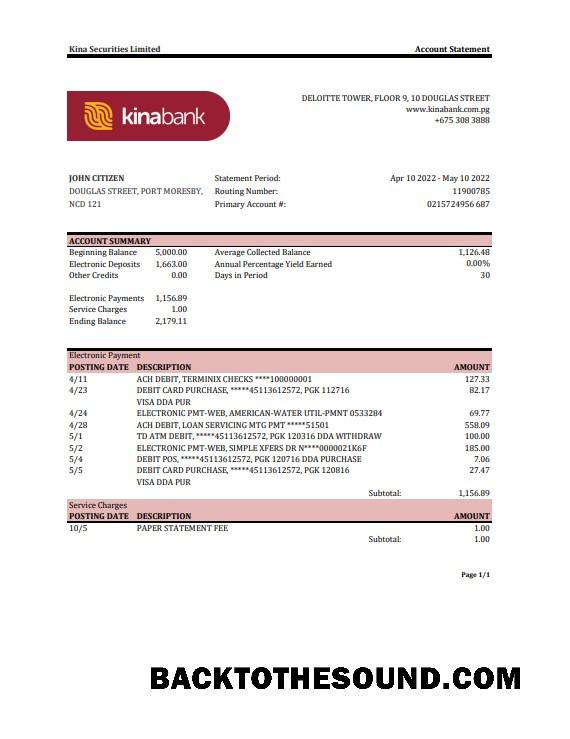 Kina Securities Limited Account Statement
kinabank
DELOITTE TOWER, FLOOR 9, 10 DOUGLAS STREET
www.kinabank.com.pg
+675 308 3888
JOHN CITIZEN Statement Period: Apr 10 2022 - May 10 2022
DOUGLAS STREET, PORT MORESBY, Routing Number: 11900785
NCD 121 Primary Account #: 0215724956 687
ACCOUNT SUMMARY
Beginning Balance 5,000.00 Average Collected Balance 1,126.48
Electronic Deposits 1,663.00 Annual Percentage Yield Earned 0.00%
Other Credits 0.00 Days in Period 30
Electronic Payments 1,156.89
Service Charges 1.00
Ending Balance 2,179.11
Electronic Payment
POSTING DATE DESCRIPTION AMOUNT
4/11 ACH DEBIT, TERMINIX CHECKS ****100000001 127.33
4/23 DEBIT CARD PURCHASE, *****45113612572, PGK 112716 82.17
VISA DDA PUR
4/24 ELECTRONIC PMT-WEB, AMERICAN-WATER UTIL-PMNT 0533284 69.77
4/28 ACH DEBIT, LOAN SERVICING MTG PMT *****51501 558.09
5/1 TD ATM DEBIT, *****45113612572, PGK 120316 DDA WITHDRAW 100.00
5/2 ELECTRONIC PMT-WEB, SIMPLE XFERS DR N****0000021K6F 185.00
5/4 DEBIT POS, *****45113612572, PGK 120716 DDA PURCHASE 7.06
5/5 DEBIT CARD PURCHASE, *****45113612572, PGK 120816 27.47
VISA DDA PUR
Subtotal: 1,156.89
Service Charges
POSTING DATE DESCRIPTION AMOUNT
10/5 PAPER STATEMENT FEE 1.00
Subtotal: 1.00
Page 1/1
BACKTOTHESOUND.COM